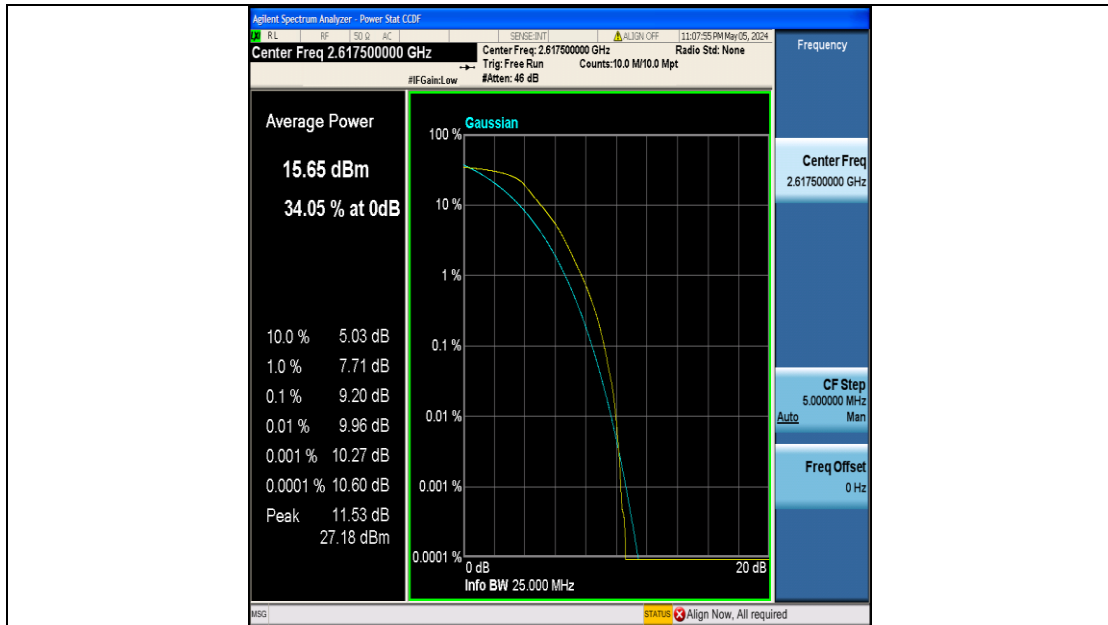 Agilent Spectrum Analyzer - Power Stat CCDF
RL RF 50 Ω AC SENSE:INT ALIGN OFF 11:07:55 PM May 05, 2024
Center Freq 2.617500000 GHz
Center Freq: 2.617500000 GHz Radio Std: None
Trig: Free Run Counts:10.0 M/10.0 Mpt
#IFGain:Low #Atten: 46 dB
Frequency
Average Power
15.65 dBm
34.05 % at 0dB
10.0 % 5.03 dB
1.0 % 7.71 dB
0.1 % 9.20 dB
0.01 % 9.96 dB
0.001 % 10.27 dB
0.0001 % 10.60 dB
Peak 11.53 dB
27.18 dBm
Gaussian
100 %
10 %
1 %
0.1 %
0.01 %
0.001 %
0.0001 %
0 dB 20 dB
Info BW 25.000 MHz
Center Freq
2.617500000 GHz
CF Step
5.000000 MHz
Auto Man
Freq Offset
0 Hz
MSG STATUS Align Now, All required